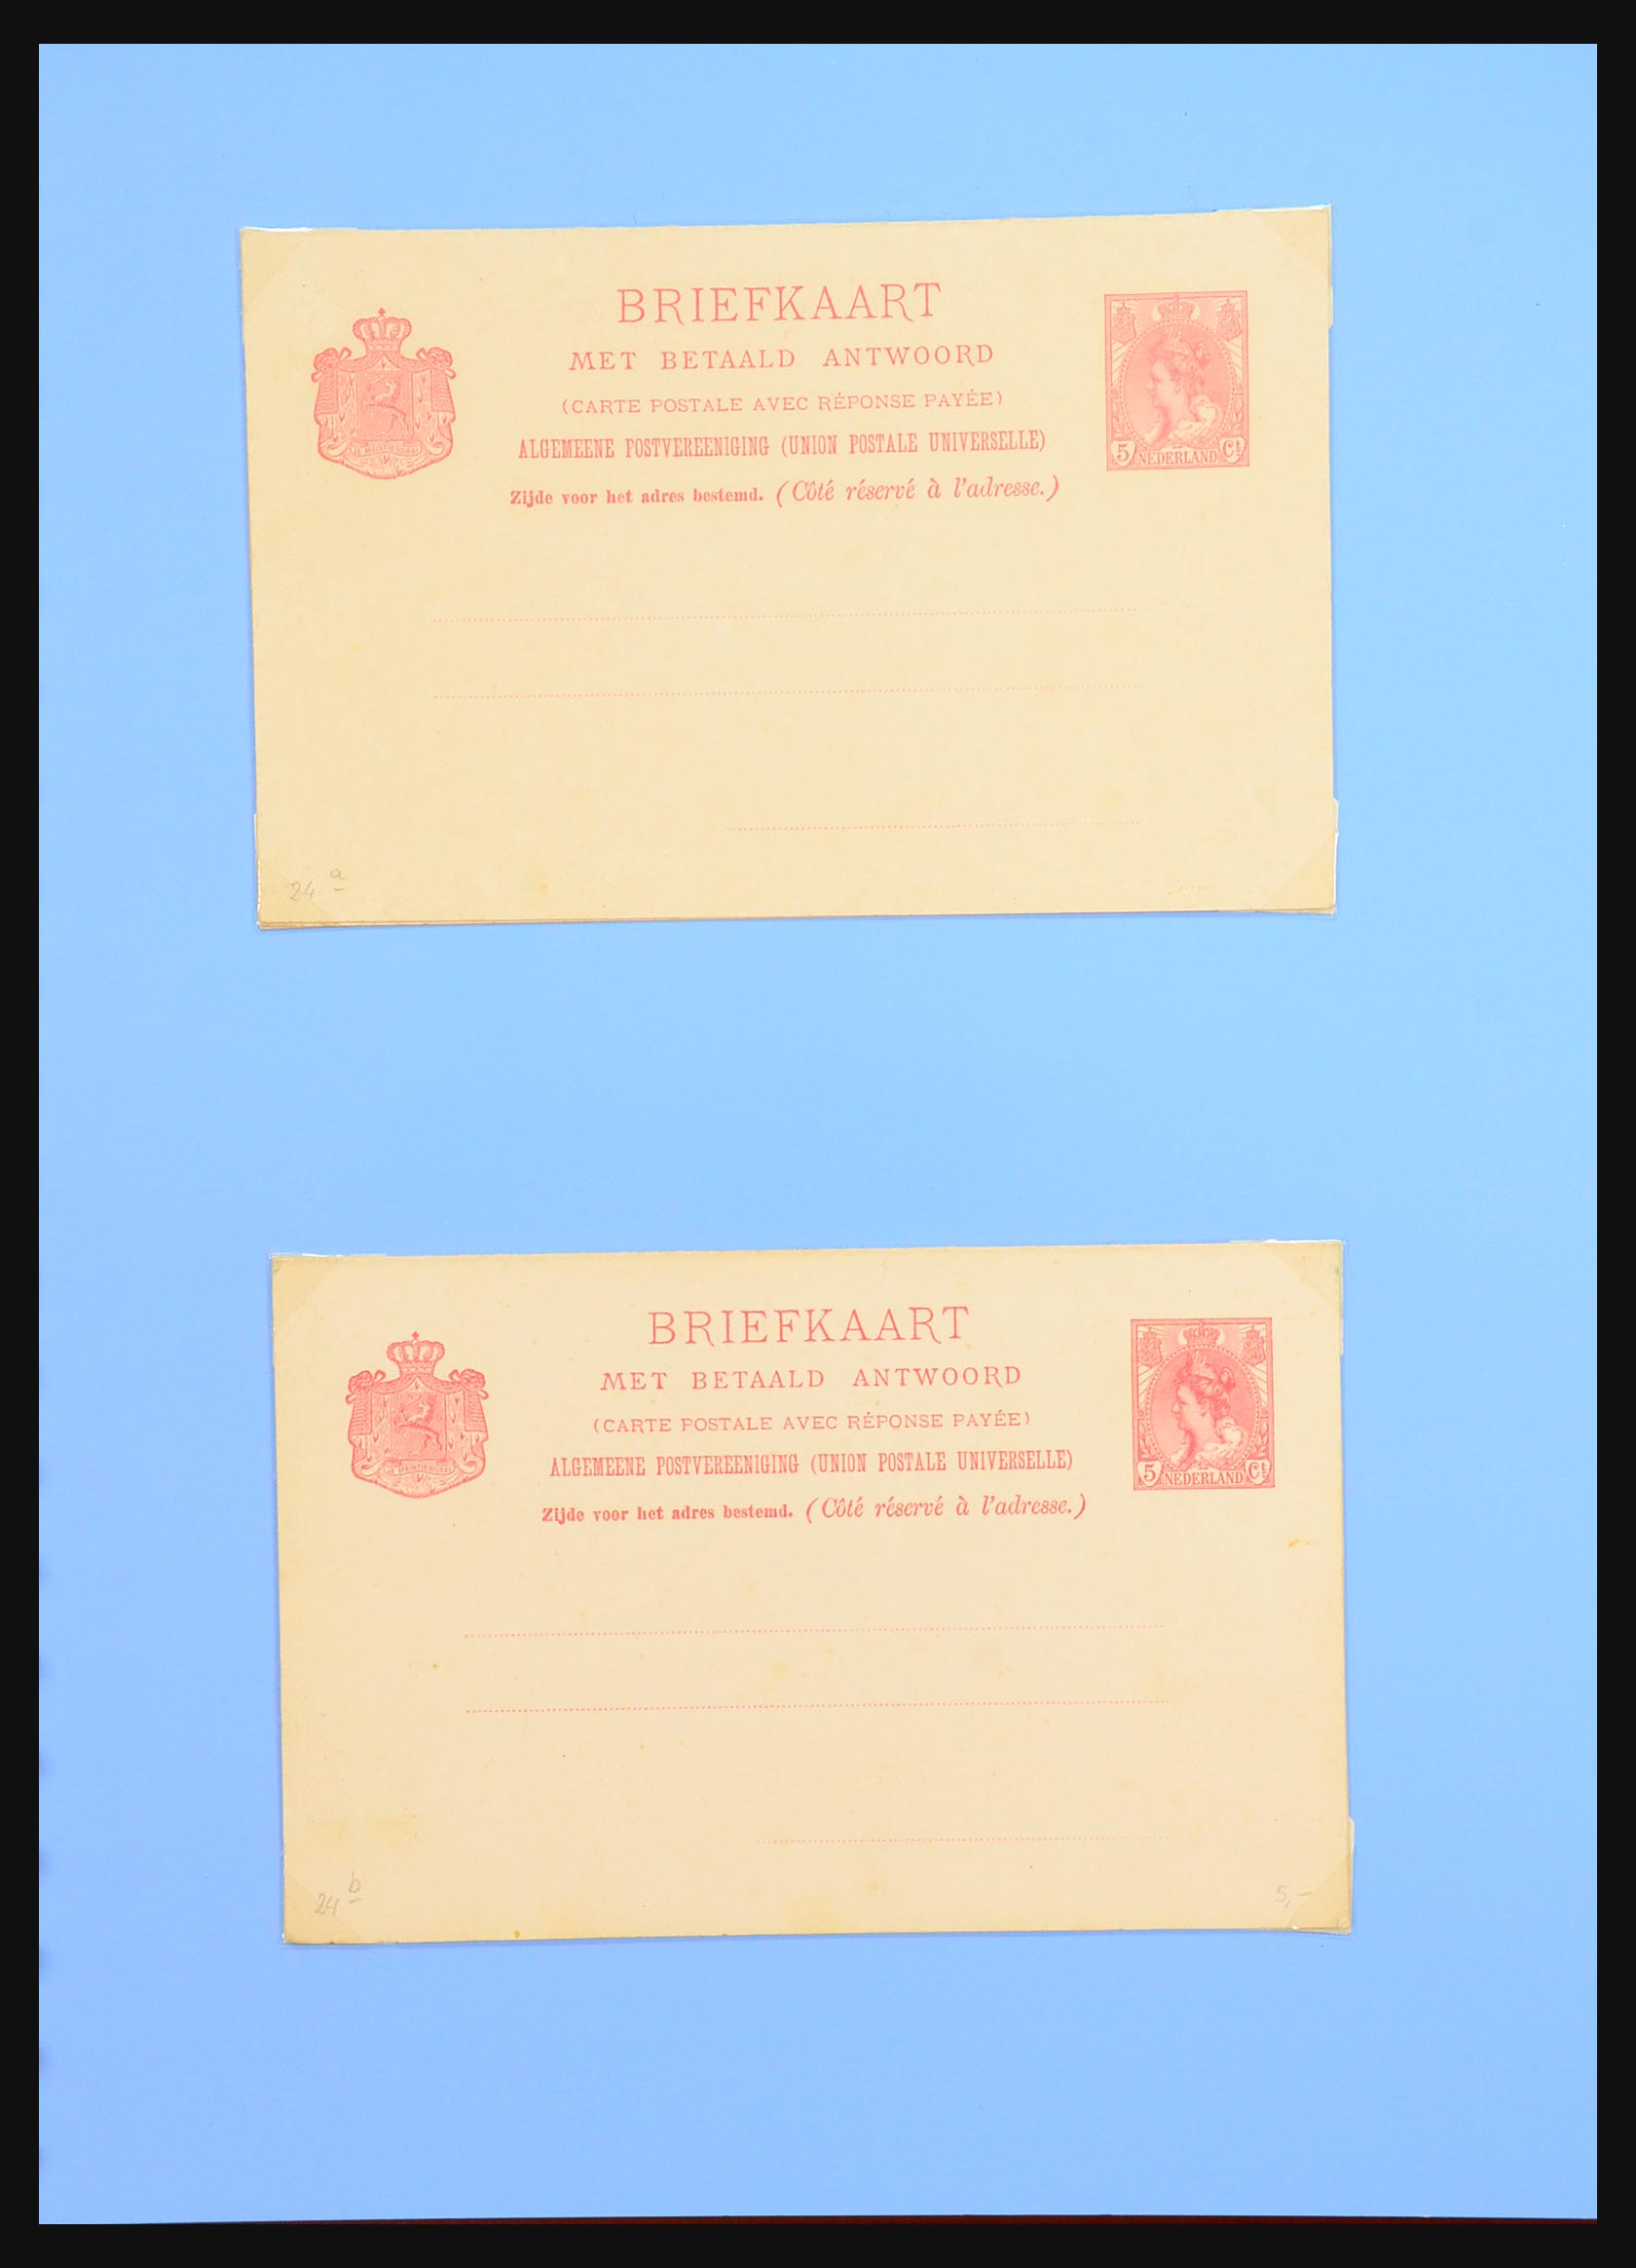 BRIEFKAART
MET BETAALD ANTWOORD
(CARTE POSTALE AVEC RÉPONSE PAYÉE)
ALGEMEENE POSTVEREENIGING (UNION POSTALE UNIVERSELLE)
Zijde voor het adres bestemd. (Côté réservé à l'adresse.)
5 NEDERLAND Ct
24 a
BRIEFKAART
MET BETAALD ANTWOORD
(CARTE POSTALE AVEC RÉPONSE PAYÉE)
ALGEMEENE POSTVEREENIGING (UNION POSTALE UNIVERSELLE)
Zijde voor het adres bestemd. (Côté réservé à l'adresse.)
5 NEDERLAND Ct
24 b
5,-